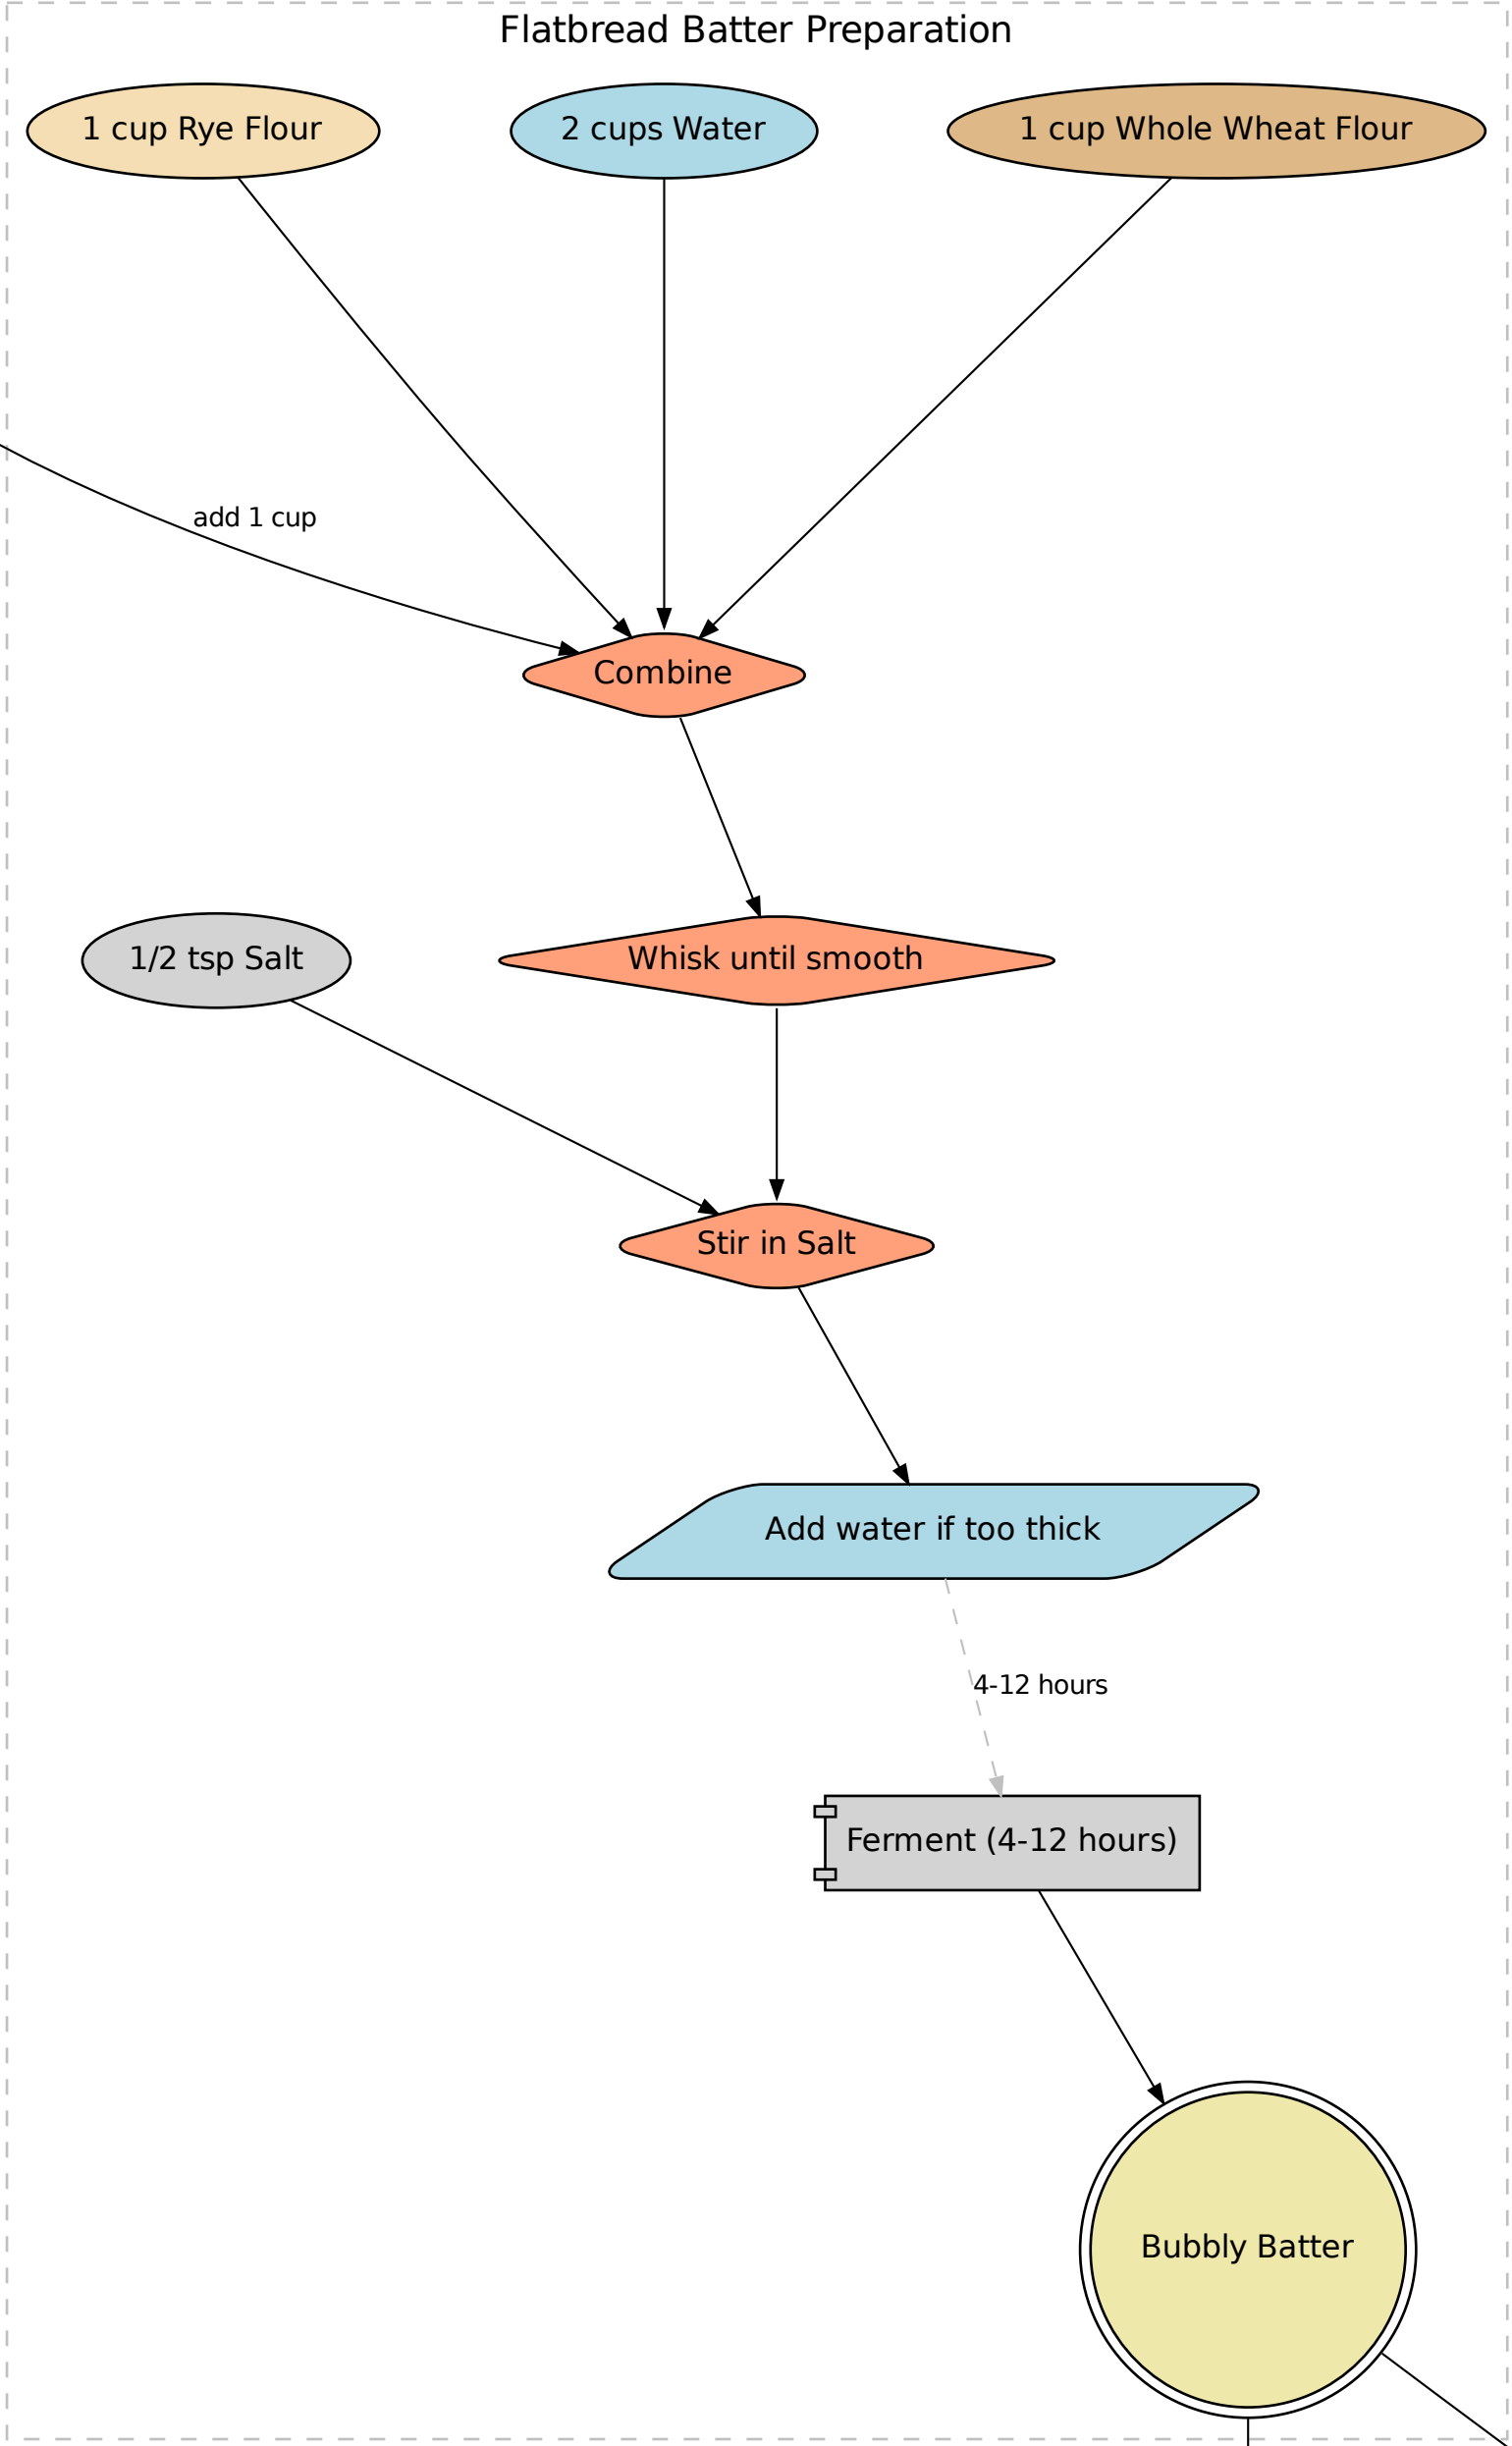 Flatbread Batter Preparation
1 cup Rye Flour
2 cups Water
1 cup Whole Wheat Flour
add 1 cup
Combine
1/2 tsp Salt
Whisk until smooth
Stir in Salt
Add water if too thick
4-12 hours
Ferment (4-12 hours)
Bubbly Batter